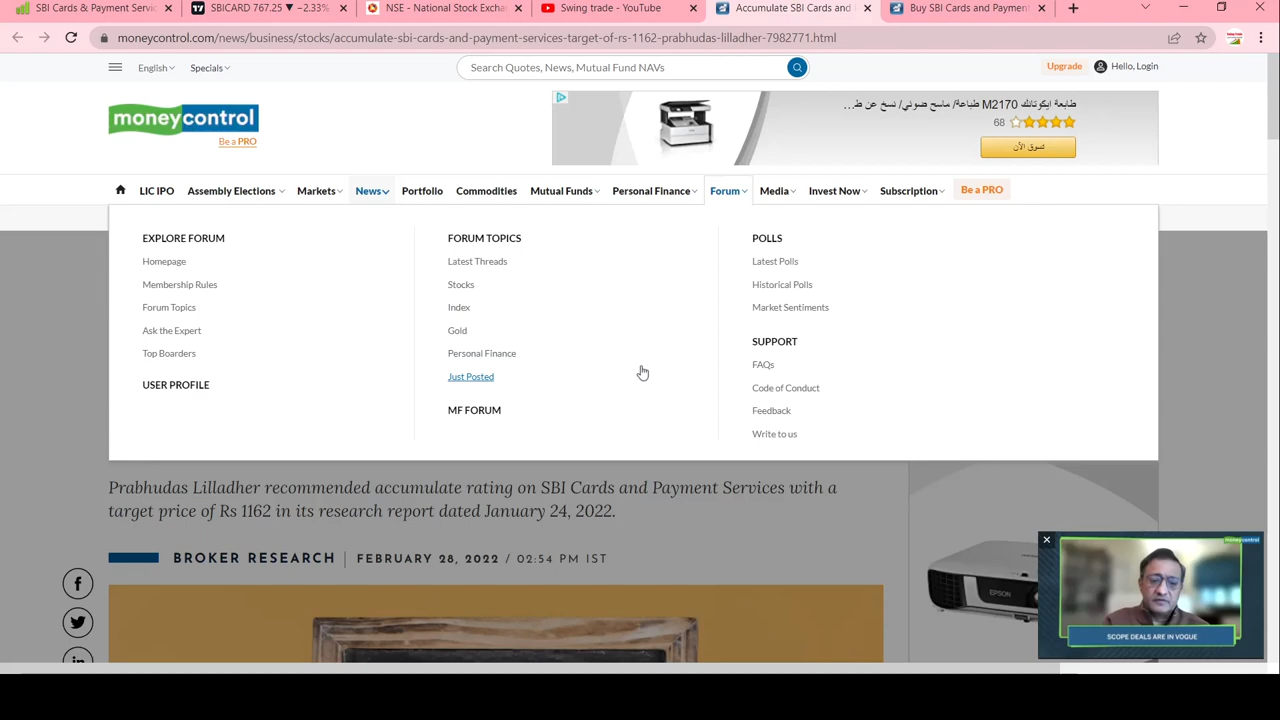 SBI Cards & Payment Servic
SBICARD 767.25 ▼ −2.33%
NSE - National Stock Exchan
Swing trade - YouTube
Accumulate SBI Cards and
Buy SBI Cards and Payment
moneycontrol.com/news/business/stocks/accumulate-sbi-cards-and-payment-services-target-of-rs-1162-prabhudas-lilladher-7982771.html
English
Specials
Search Quotes, News, Mutual Fund NAVs
Upgrade
Hello, Login
moneycontrol
Be a PRO
طابعة ايكوتانك M2170 طباعة/ ماسح ضوئي/ نسخ عن ط...
68
تسوق الآن
LIC IPO Assembly Elections Markets News Portfolio Commodities Mutual Funds Personal Finance Forum Media Invest Now Subscription Be a PRO
EXPLORE FORUM
Homepage
Membership Rules
Forum Topics
Ask the Expert
Top Boarders
USER PROFILE
FORUM TOPICS
Latest Threads
Stocks
Index
Gold
Personal Finance
Just Posted
MF FORUM
POLLS
Latest Polls
Historical Polls
Market Sentiments
SUPPORT
FAQs
Code of Conduct
Feedback
Write to us
Prabhudas Lilladher recommended accumulate rating on SBI Cards and Payment Services with a
target price of Rs 1162 in its research report dated January 24, 2022.
BROKER RESEARCH | FEBRUARY 28, 2022 / 02:54 PM IST
EPSON
moneycontrol
SCOPE DEALS ARE IN VOGUE